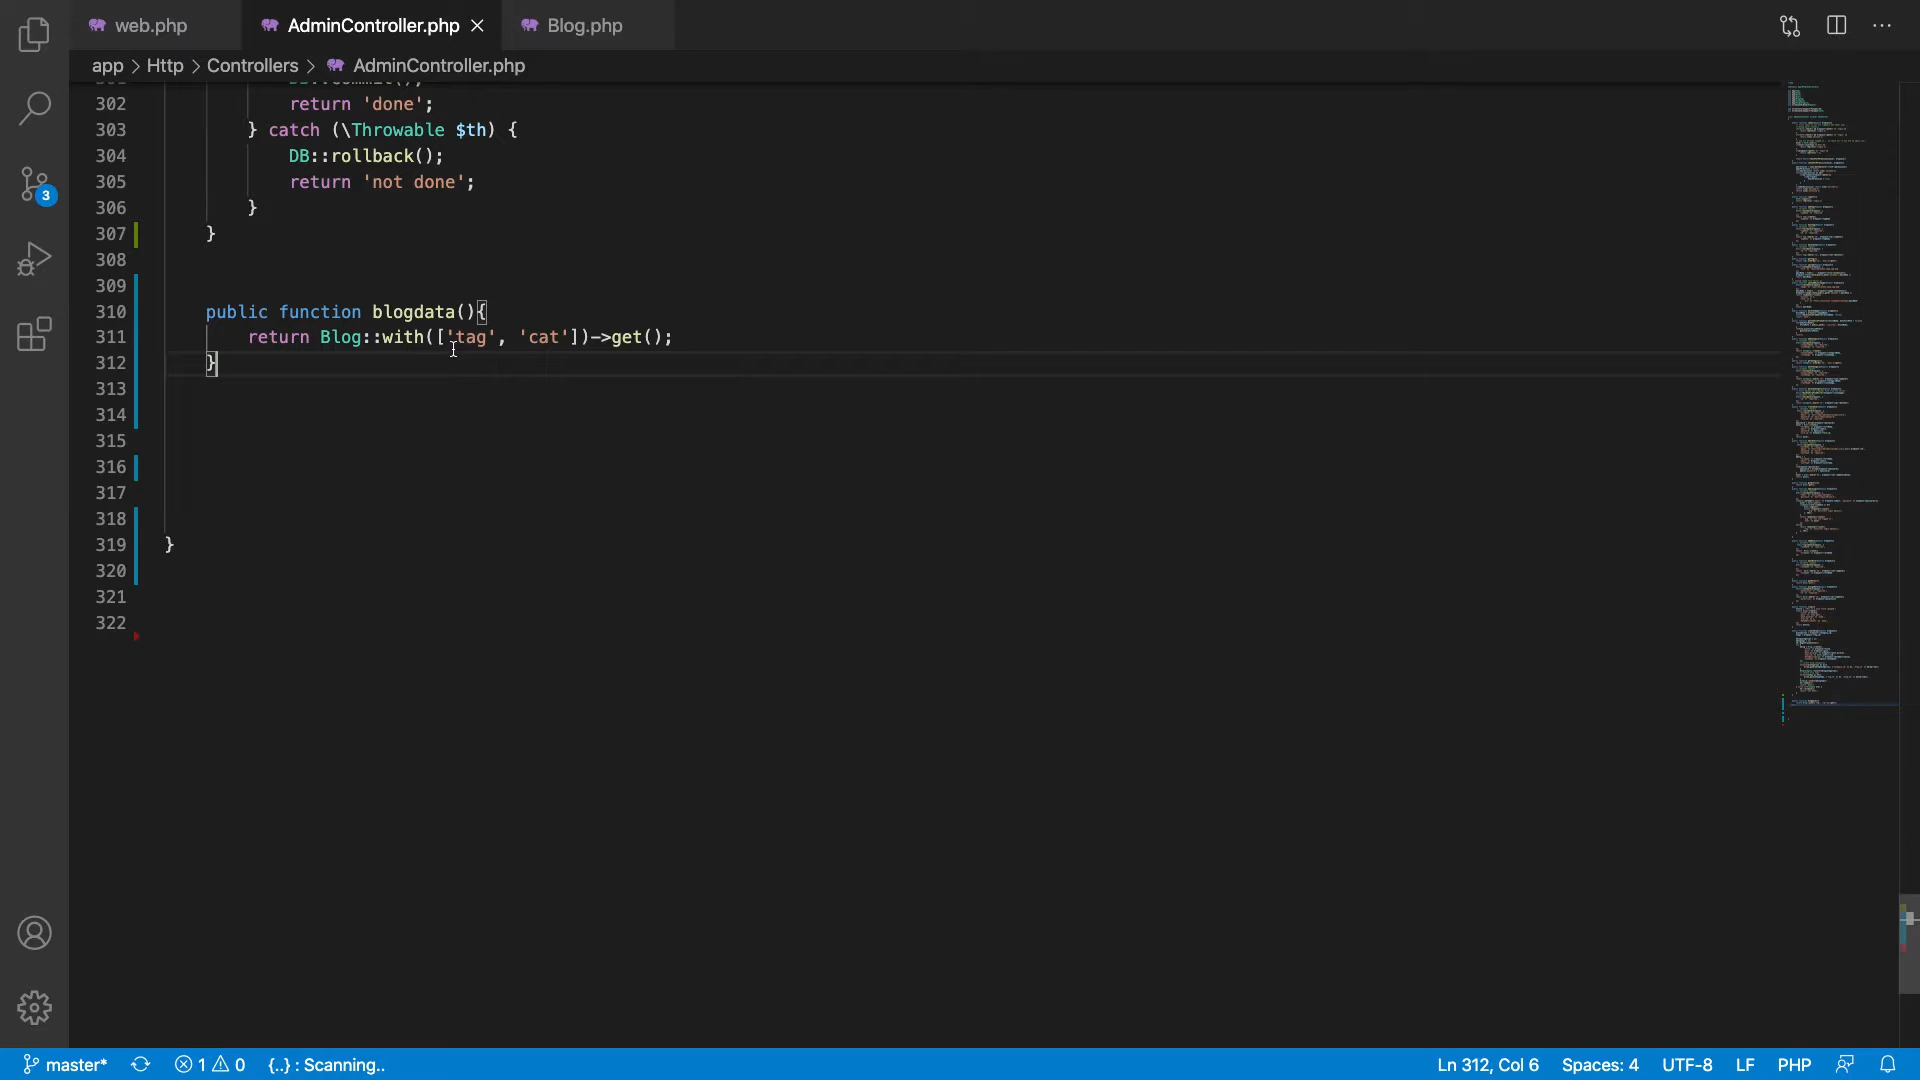 web.php
AdminController.php
Blog.php
app > Http > Controllers > AdminController.php
302 return 'done';
303 } catch (\Throwable $th) {
304 DB::rollback();
305 return 'not done';
306 }
307 }
308
309
310 public function blogdata(){
311 return Blog::with(['tag', 'cat'])->get();
312 }
313
314
315
316
317
318
319 }
320
321
322
3
master*
1
0
{..} : Scanning..
Ln 312, Col 6
Spaces: 4
UTF-8
LF
PHP